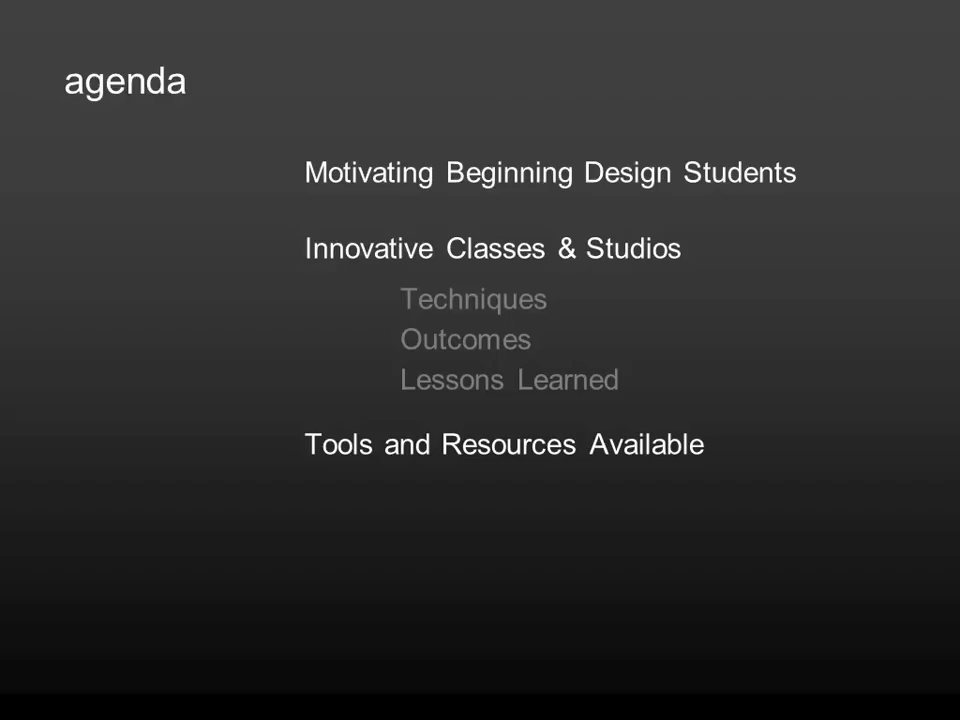 agenda
Motivating Beginning Design Students
Innovative Classes & Studios
Techniques
Outcomes
Lessons Learned
Tools and Resources Available